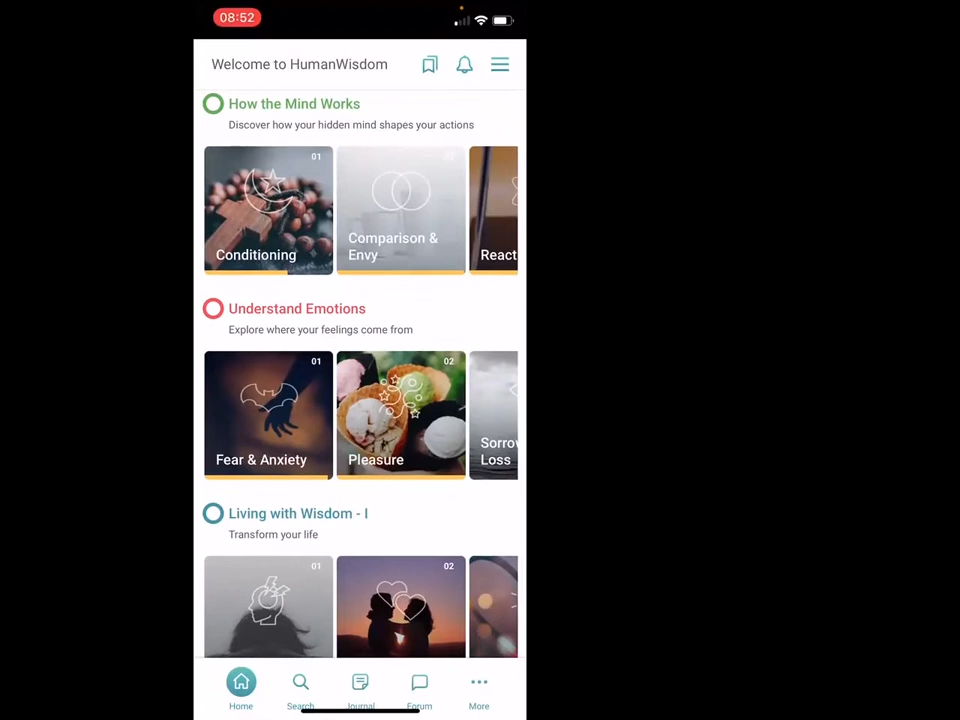 08:52
Welcome to HumanWisdom
How the Mind Works
Discover how your hidden mind shapes your actions
01
Conditioning
Comparison &
Envy
React
Understand Emotions
Explore where your feelings come from
01
Fear & Anxiety
02
Pleasure
Sorrow
Loss
Living with Wisdom - I
Transform your life
01
02
Home
Search
Journal
Forum
More